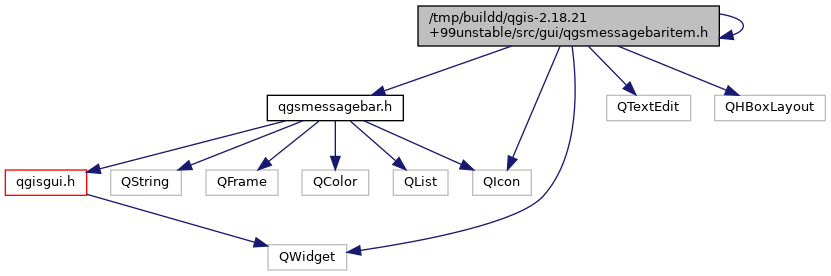 /tmp/buildd/qgis-2.18.21
+99unstable/src/gui/qgsmessagebaritem.h
qgsmessagebar.h
QTextEdit
QHBoxLayout
qgisgui.h
QString
QFrame
QColor
QList
QIcon
QWidget